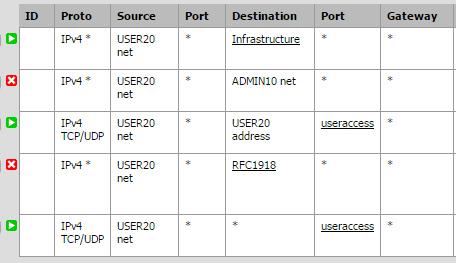 ID Proto Source Port Destination Port Gateway
IPv4 * USER20 net * Infrastructure * *
IPv4 * USER20 net * ADMIN10 net * *
IPv4 TCP/UDP USER20 net * USER20 address useraccess *
IPv4 * USER20 net * RFC1918 * *
IPv4 TCP/UDP USER20 net * * useraccess *